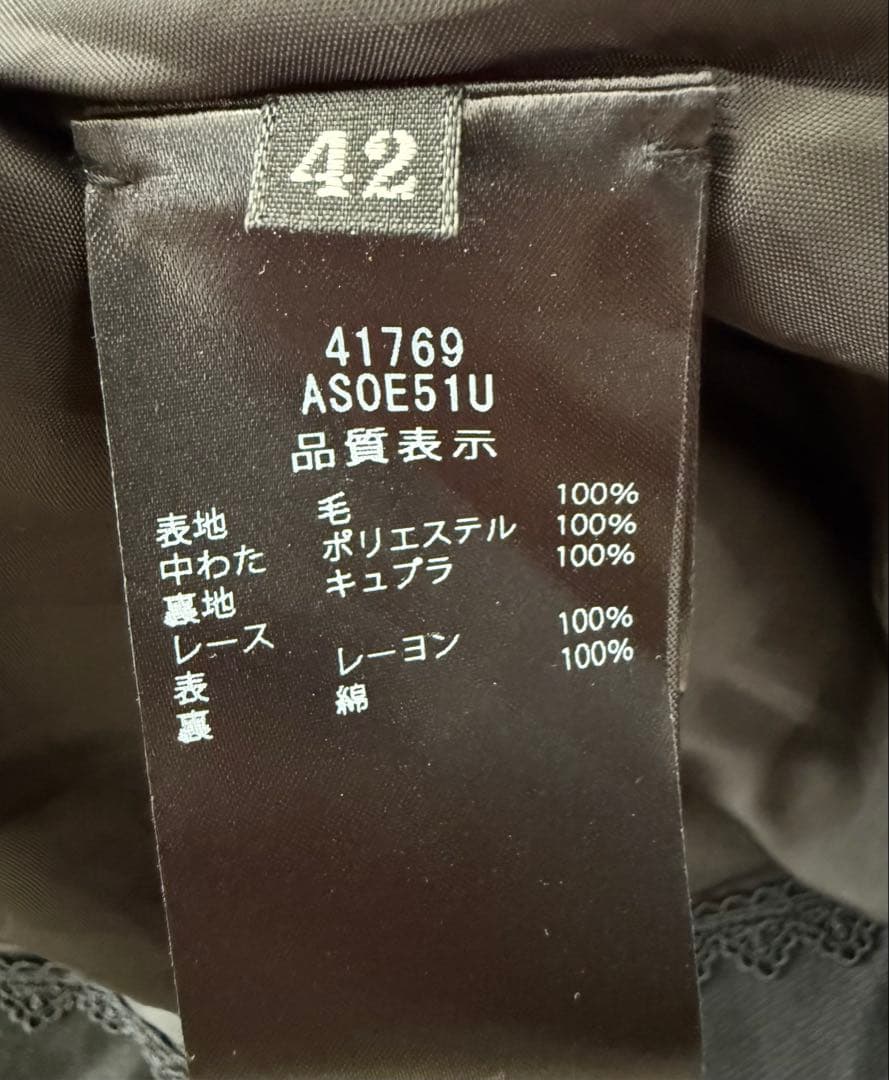 42
41769
ASOE51U
品質表示
表地 毛 100%
中わた ポリエステル 100%
裏地 キュプラ 100%
レース
表 レーヨン 100%
裏 綿 100%